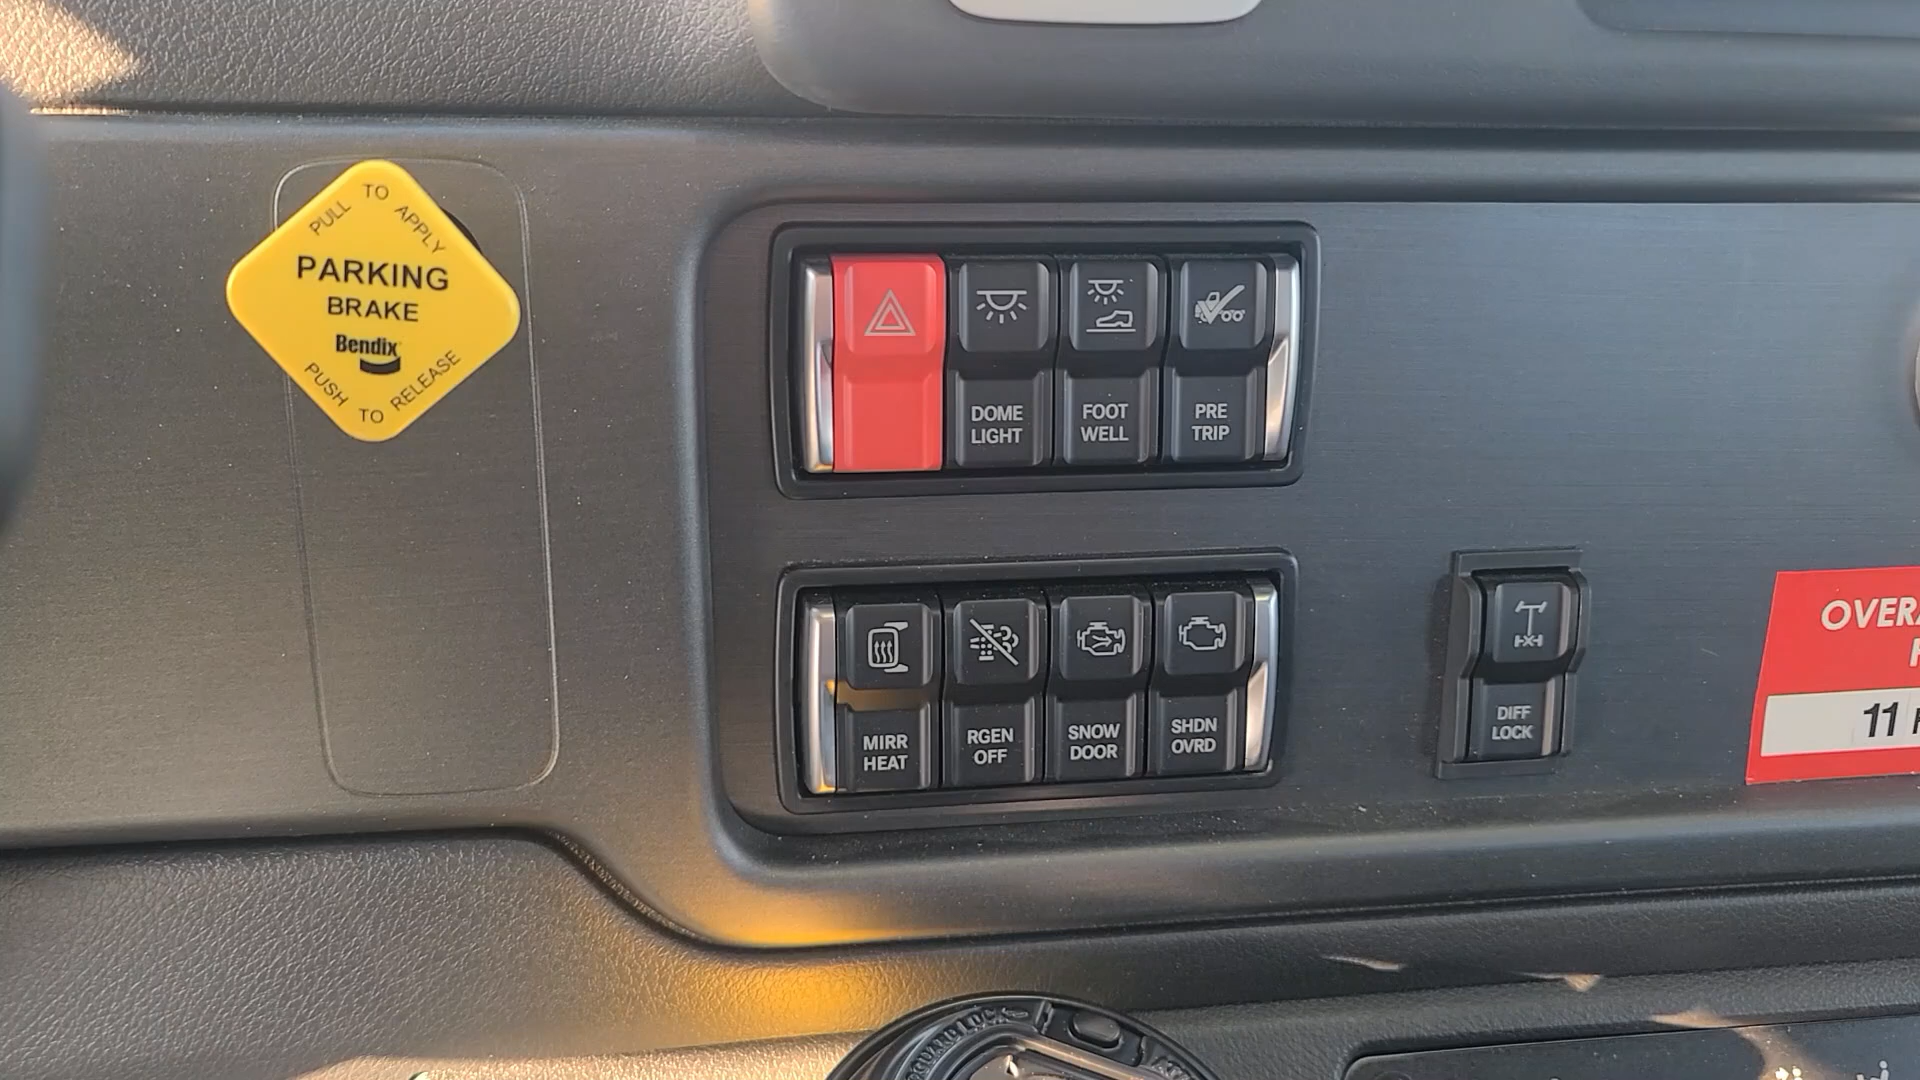 PULL TO APPLY
PARKING
BRAKE
Bendix
PUSH TO RELEASE
DOME
LIGHT
FOOT
WELL
PRE
TRIP
MIRR
HEAT
RGEN
OFF
SNOW
DOOR
SHDN
OVRD
DIFF
LOCK
11
LOCK